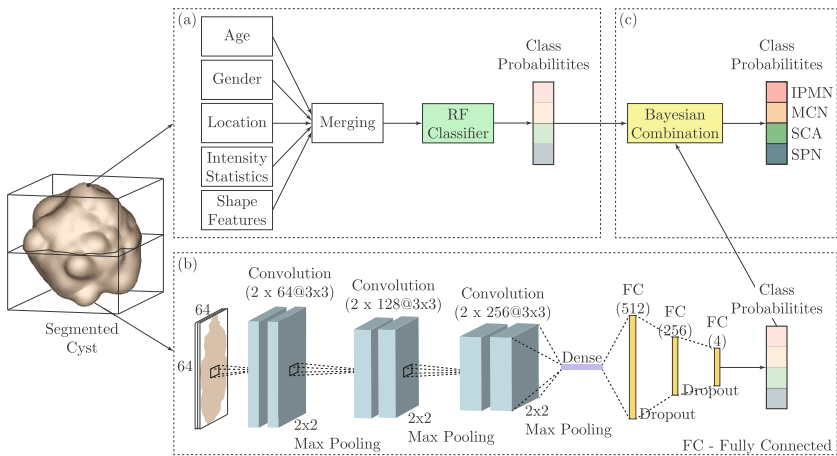 (a)
Age
Gender
Location
Intensity
Statistics
Shape
Features
Merging
RF
Classifier
Class
Probabilitites
(c)
Bayesian
Combination
Class
Probabilitites
IPMN
MCN
SCA
SPN
Segmented
Cyst
(b)
64
64
Convolution
(2 x 64@3x3)
2x2
Max Pooling
Convolution
(2 x 128@3x3)
2x2
Max Pooling
Convolution
(2 x 256@3x3)
2x2
Max Pooling
Dense
FC
(512)
Dropout
FC
(256)
Dropout
FC
(4)
Class
Probabilitites
FC - Fully Connected